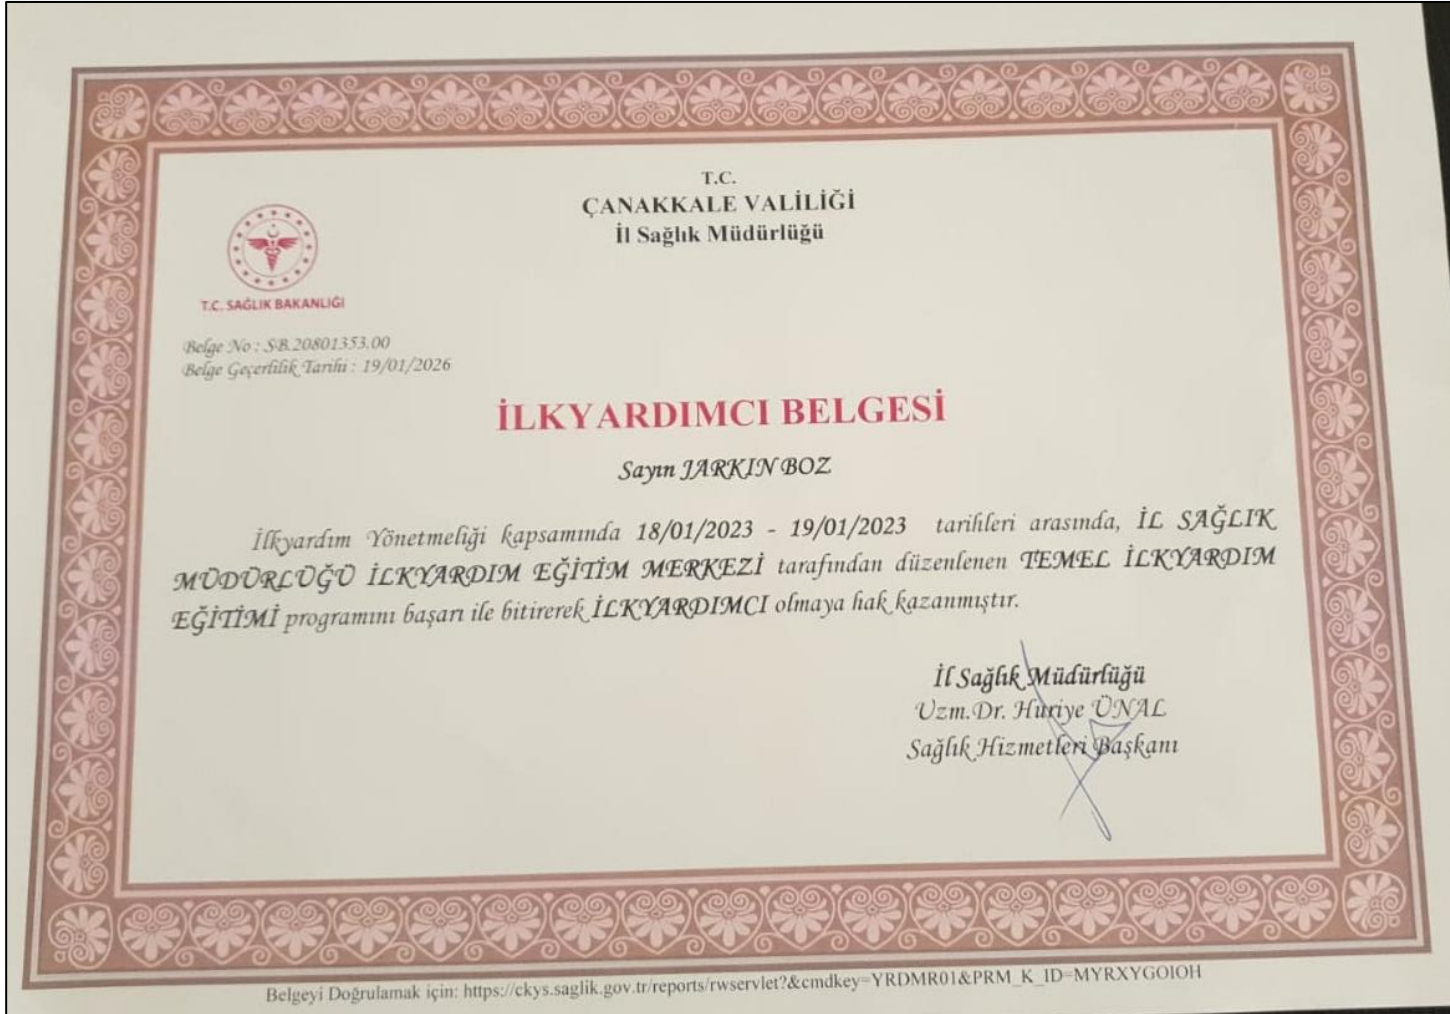 T.C.
ÇANAKKALE VALİLİĞİ
İl Sağlık Müdürlüğü
T.C. SAĞLIK BAKANLIĞI
Belge No : SB.20801353.00
Belge Geçerlilik Tarihi : 19/01/2026
İLKYARDIMCI BELGESİ
Sayın JARKIN BOZ
İlkyardım Yönetmeliği kapsamında 18/01/2023 - 19/01/2023 tarihleri arasında, İL SAĞLIK
MÜDÜRLÜĞÜ İLKYARDIM EĞİTİM MERKEZİ tarafından düzenlenen TEMEL İLKYARDIM
EĞİTİMİ programını başarı ile bitirerek İLKYARDIMCI olmaya hak kazanmıştır.
İl Sağlık Müdürlüğü
Uzm.Dr. Huriye ÜNAL
Sağlık Hizmetleri Başkanı
Belgeyi Doğrulamak için: https://ckys.saglik.gov.tr/reports/rwservlet?&cmdkey=YRDMR01&PRM_K_ID=MYRXYGOIOH